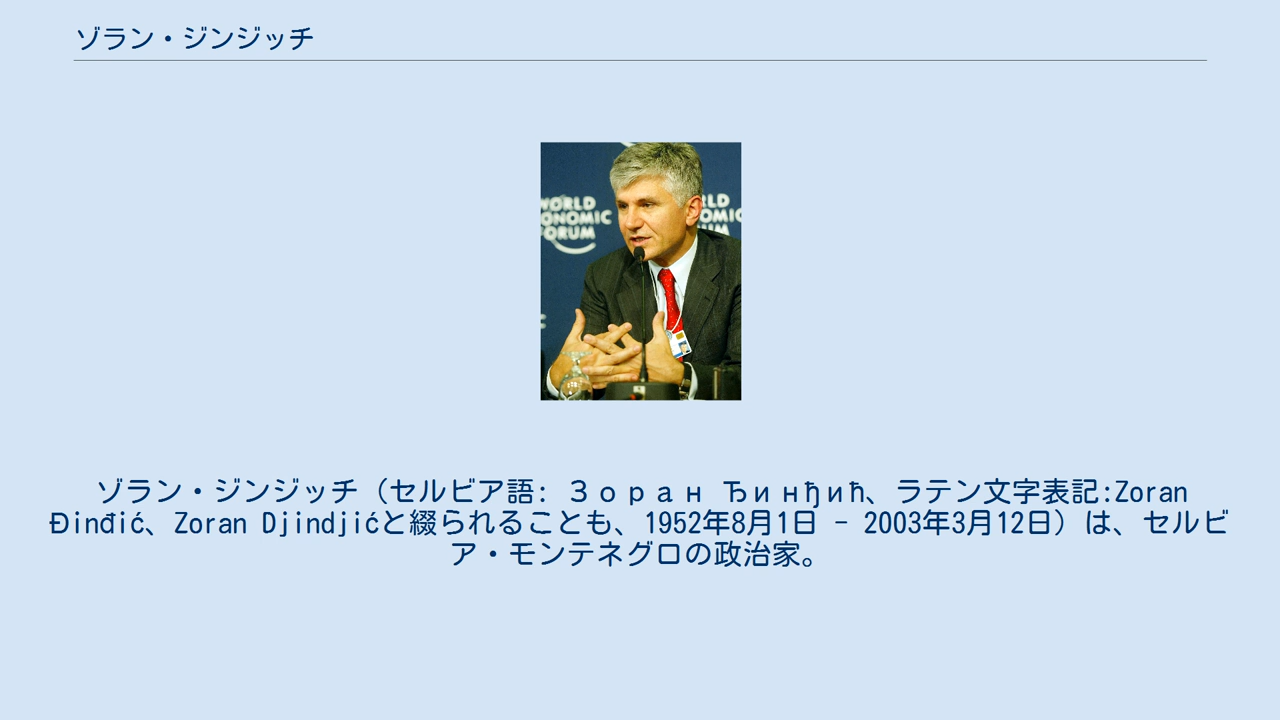 ゾラン・ジンジッチ
WORLD
ECONOMIC
FORUM
ゾラン・ジンジッチ（セルビア語: Зоран Ђинђић、ラテン文字表記:Zoran
Đinđić、Zoran Djindjićと綴られることも、1952年8月1日 - 2003年3月12日）は、セルビ
ア・モンテネグロの政治家。